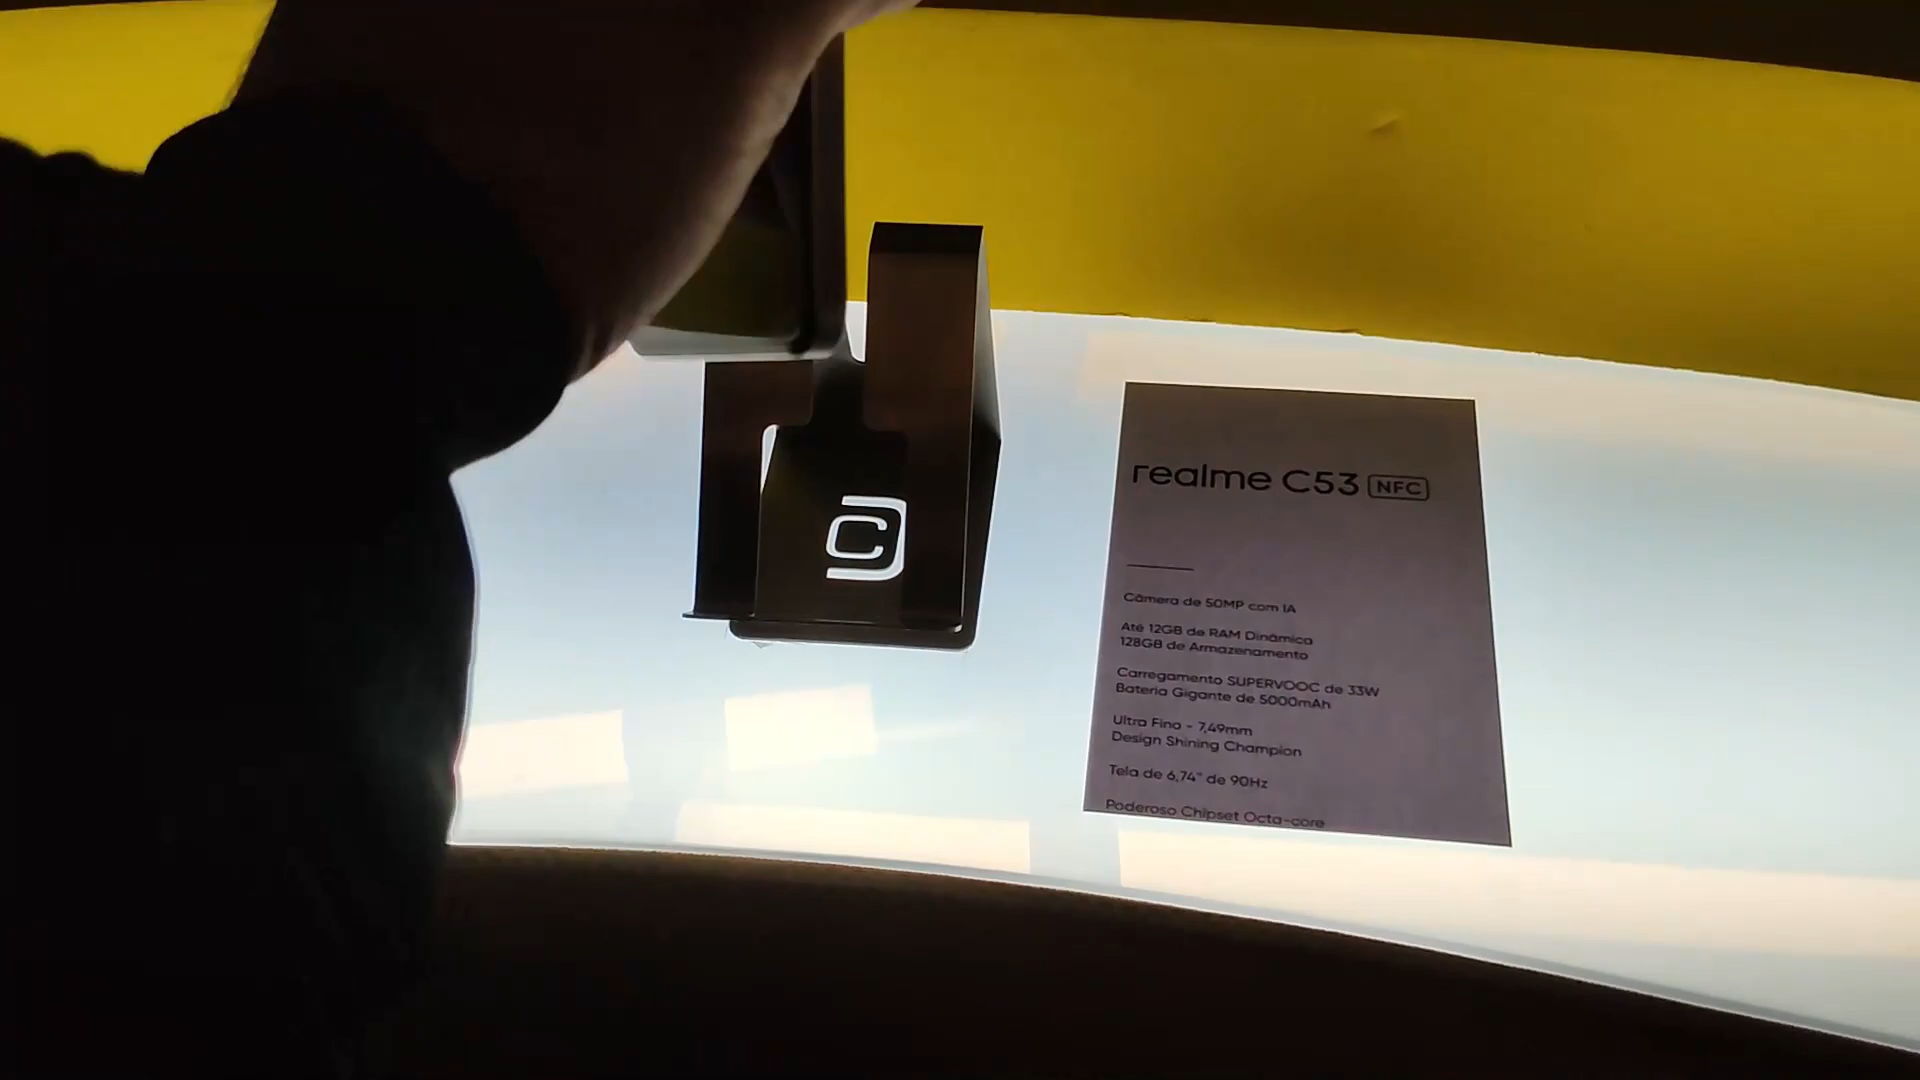 realme C53 NFC
Câmera de 50MP com IA
Até 12GB de RAM Dinâmica
128GB de Armazenamento
Carregamento SUPERVOOC de 33W
Bateria Gigante de 5000mAh
Ultra Fino - 7,49mm
Design Shining Champion
Tela de 6,74" de 90Hz
Poderoso Chipset Octa-core